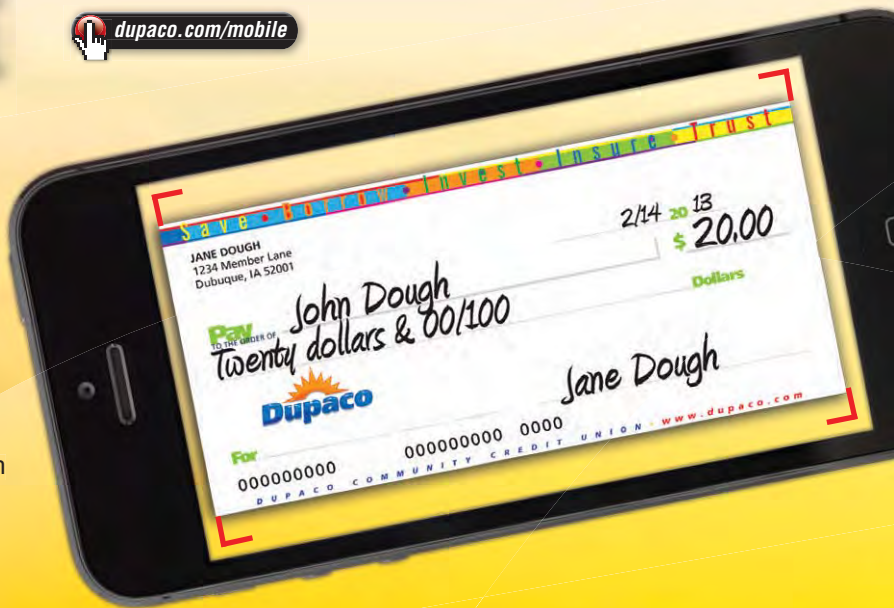 dupaco.com/mobile
Save • Borrow • Invest • Insure • Trust
JANE DOUGH
1234 Member Lane
Dubuque, IA 52001
2/14 20 13
$ 20.00
Pay TO THE ORDER OF John Dough
Twenty dollars & 00/100 Dollars
Dupaco
For
Jane Dough
000000000 000000000 0000
DUPACO COMMUNITY CREDIT UNION • www.dupaco.com